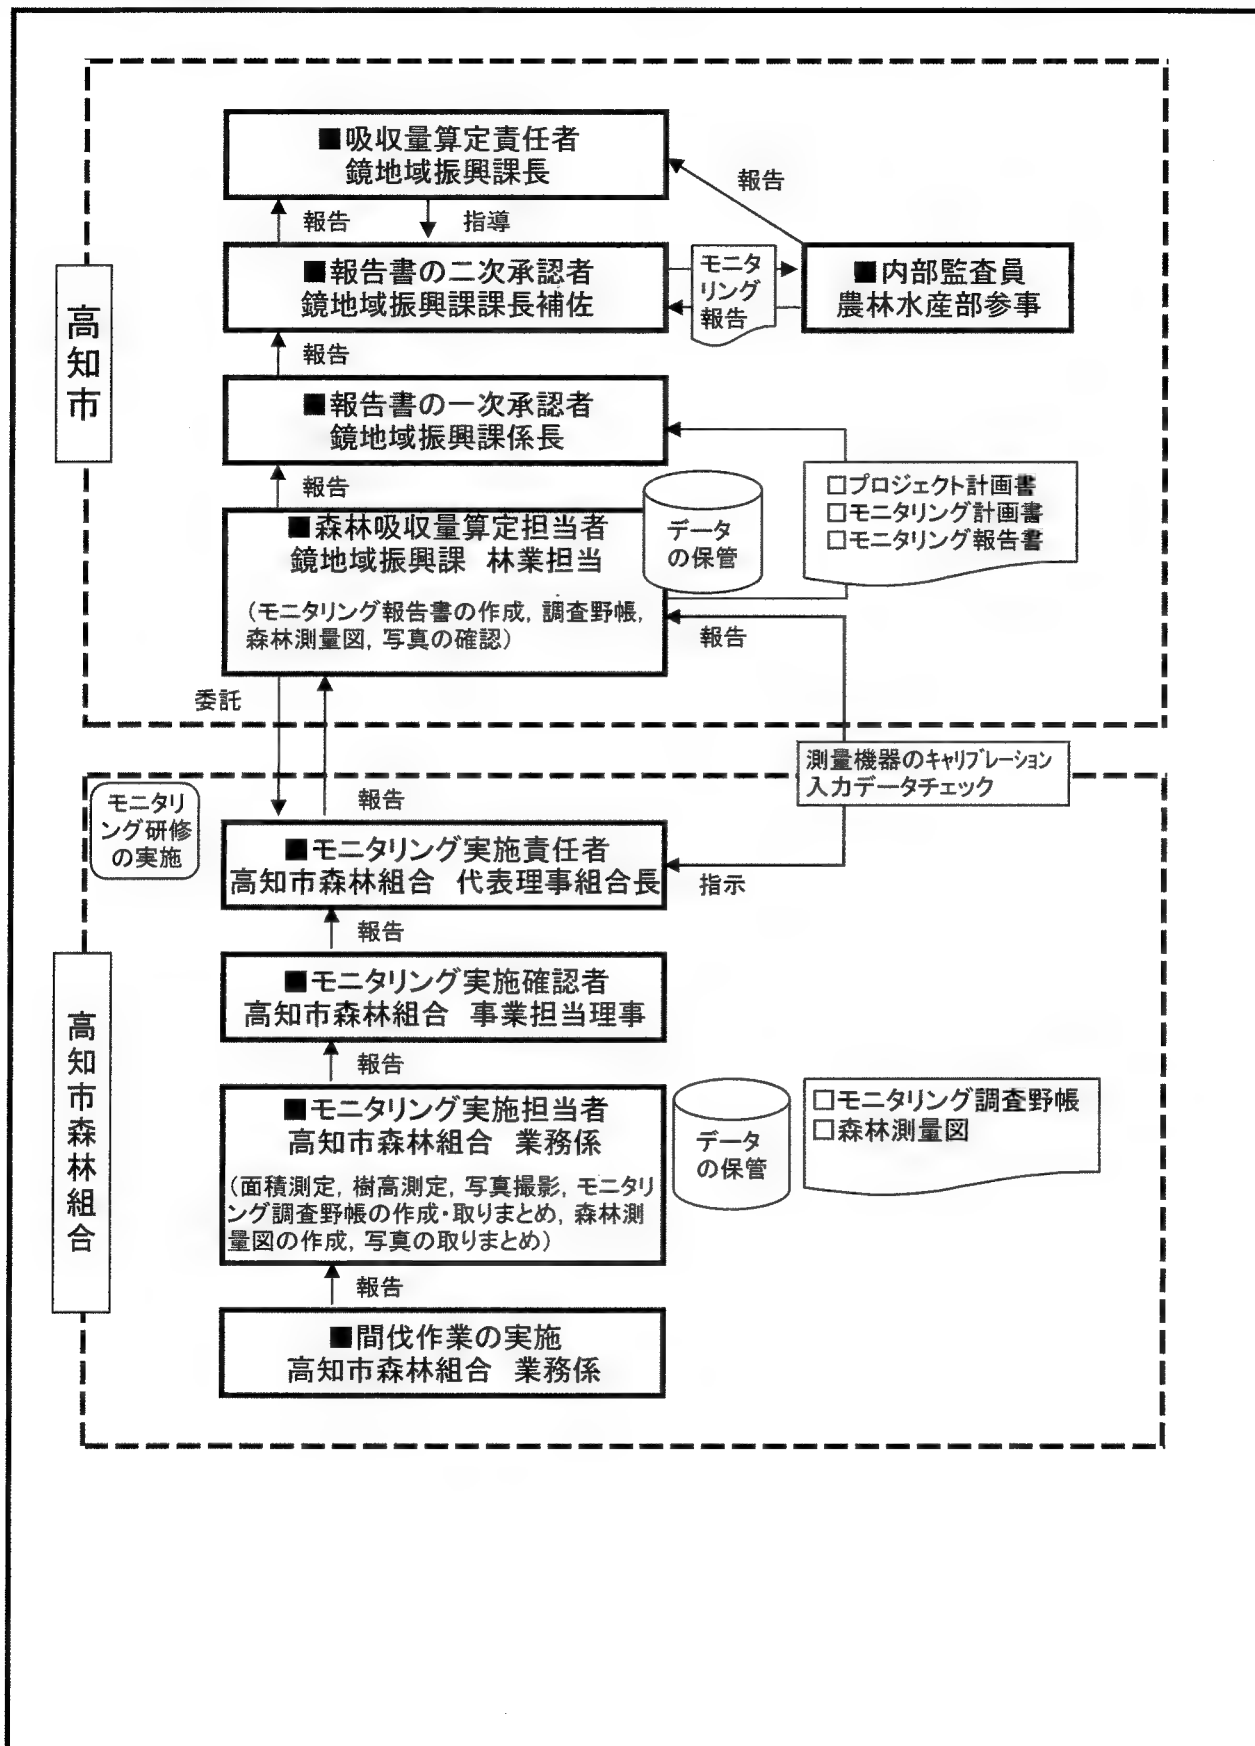 ■吸収量算定責任者
鏡地域振興課長
報告
報告
指導
■報告書の二次承認者
鏡地域振興課課長補佐
モニタ
リング
報告
■内部監査員
農林水産部参事
高知市
報告
■報告書の一次承認者
鏡地域振興課係長
報告
■森林吸収量算定担当者
鏡地域振興課 林業担当
(モニタリング報告書の作成, 調査野帳,
森林測量図, 写真の確認)
データ
の保管
□プロジェクト計画書
□モニタリング計画書
□モニタリング報告書
報告
委託
測量機器のキャリブレーション
入力データチェック
モニタリ
ング研修
の実施
報告
■モニタリング実施責任者
高知市森林組合 代表理事組合長
指示
報告
■モニタリング実施確認者
高知市森林組合 事業担当理事
高知市森林組合
報告
■モニタリング実施担当者
高知市森林組合 業務係
(面積測定, 樹高測定, 写真撮影, モニタリ
ング調査野帳の作成・取りまとめ, 森林測
量図の作成, 写真の取りまとめ)
データ
の保管
□モニタリング調査野帳
□森林測量図
報告
■間伐作業の実施
高知市森林組合 業務係